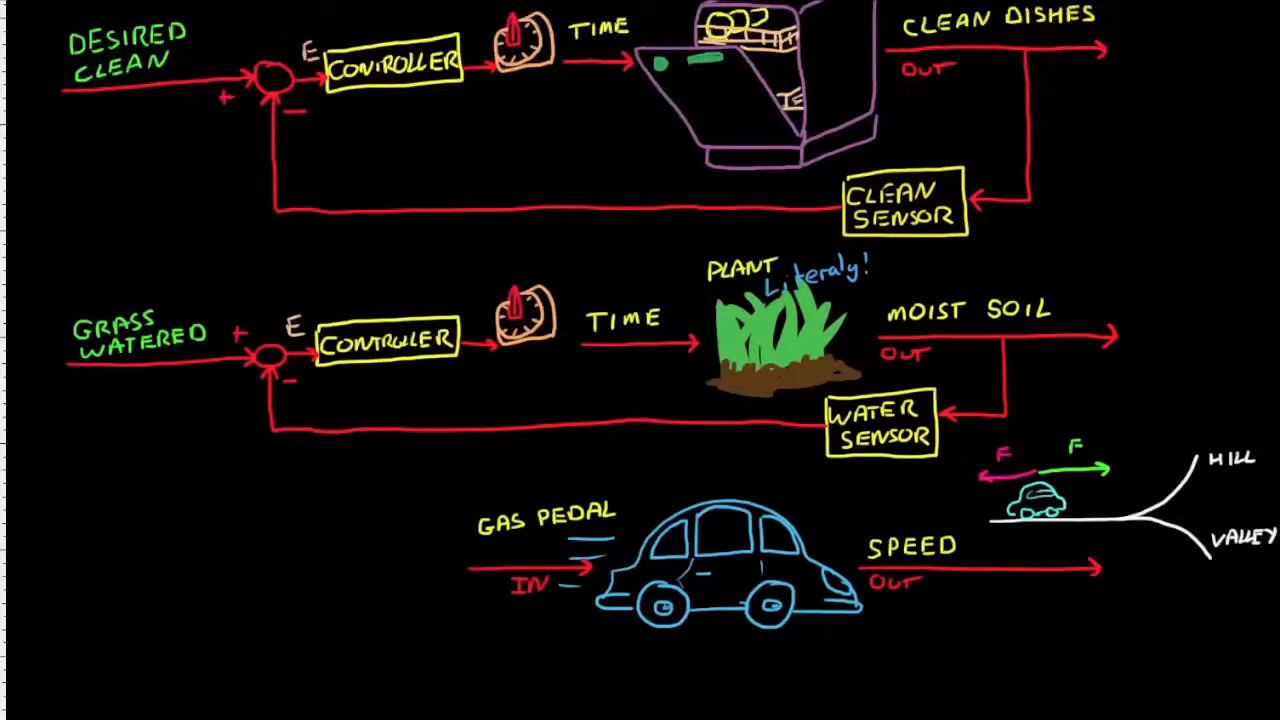 DESIRED
CLEAN
+
−
E
CONTROLLER
TIME
CLEAN DISHES
OUT
CLEAN
SENSOR
GRASS
WATERED
+
−
E
CONTROLLER
TIME
PLANT
Literaly!
MOIST SOIL
OUT
WATER
SENSOR
F F
HILL
VALLEY
GAS PEDAL
IN
SPEED
OUT